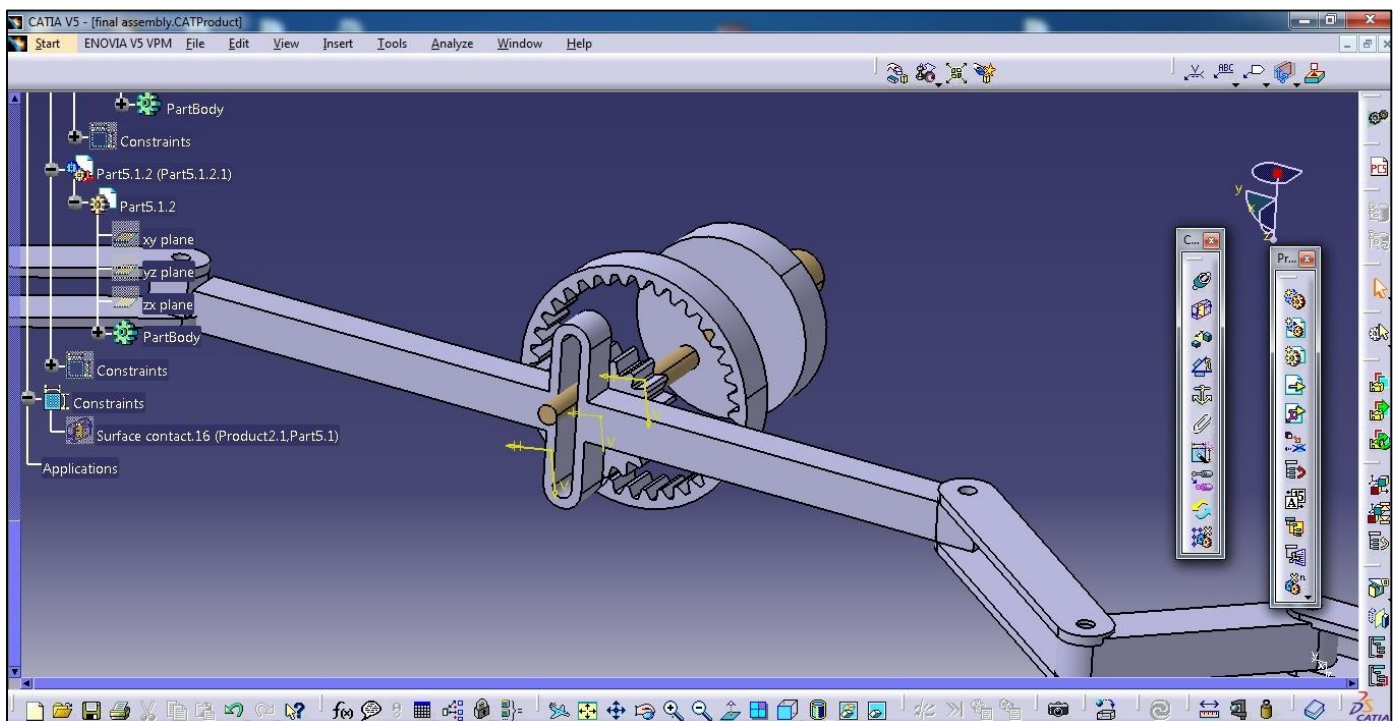 CATIA V5 - [final assembly.CATProduct]
Start ENOVIA V5 VPM File Edit View Insert Tools Analyze Window Help
ABC
PartBody
Constraints
Part5.1.2 (Part5.1.2.1)
Part5.1.2
xy plane
yz plane
zx plane
PartBody
Constraints
Constraints
Surface contact.16 (Product2.1,Part5.1)
Applications
y
x
z
C...
Pr...
PCS
H
V
V
V
f(x)
CATIA